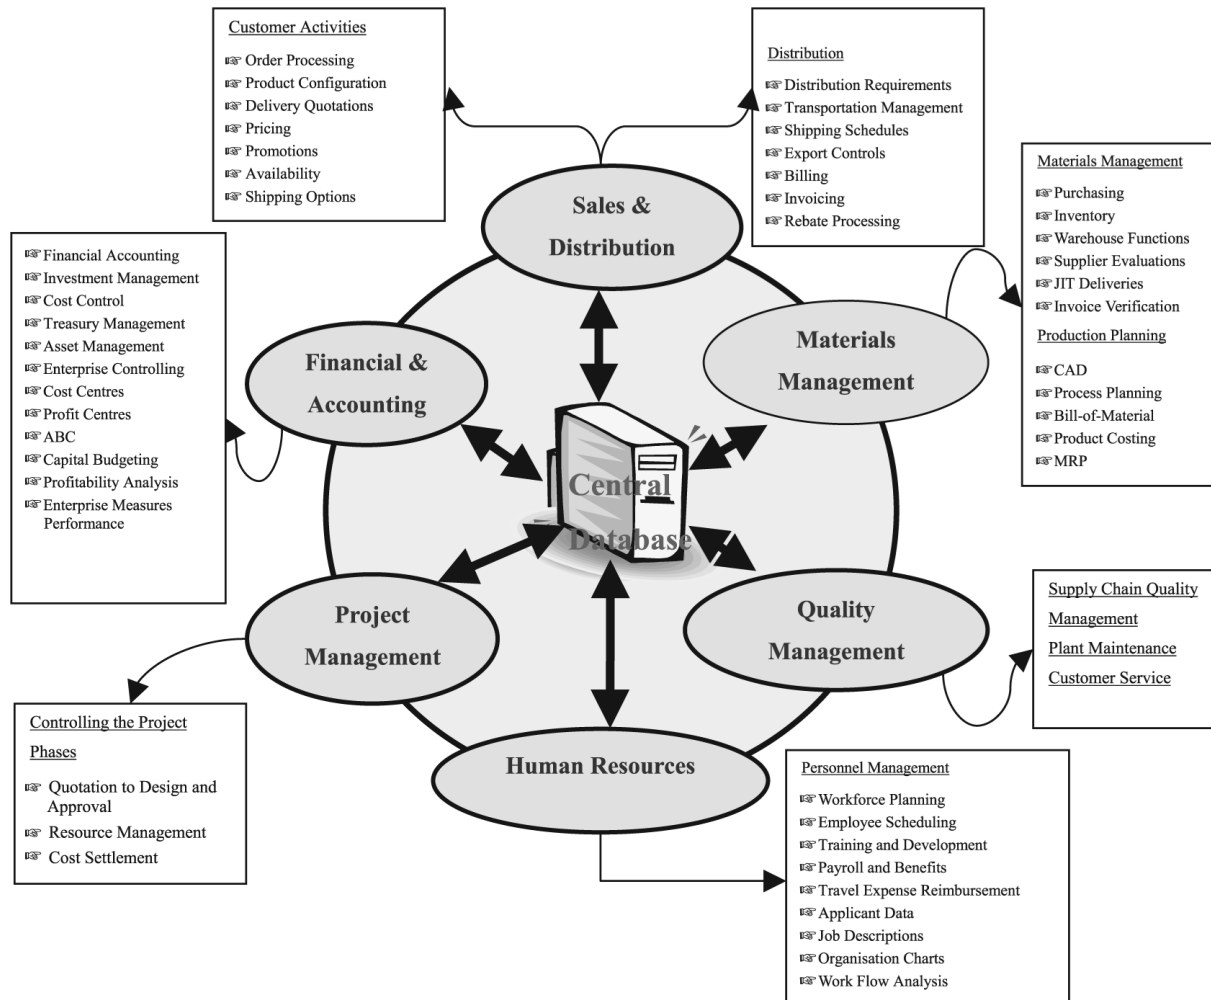 Customer Activities
Order Processing
Product Configuration
Delivery Quotations
Pricing
Promotions
Availability
Shipping Options
Distribution
Distribution Requirements
Transportation Management
Shipping Schedules
Export Controls
Billing
Invoicing
Rebate Processing
Materials Management
Purchasing
Inventory
Warehouse Functions
Supplier Evaluations
JIT Deliveries
Invoice Verification
Production Planning
CAD
Process Planning
Bill-of-Material
Product Costing
MRP
Financial Accounting
Investment Management
Cost Control
Treasury Management
Asset Management
Enterprise Controlling
Cost Centres
Profit Centres
ABC
Capital Budgeting
Profitability Analysis
Enterprise Measures
Performance
Sales &
Distribution
Financial &
Accounting
Materials
Management
Central
Database
Project
Management
Quality
Management
Human Resources
Supply Chain Quality
Management
Plant Maintenance
Customer Service
Controlling the Project
Phases
Quotation to Design and
Approval
Resource Management
Cost Settlement
Personnel Management
Workforce Planning
Employee Scheduling
Training and Development
Payroll and Benefits
Travel Expense Reimbursement
Applicant Data
Job Descriptions
Organisation Charts
Work Flow Analysis